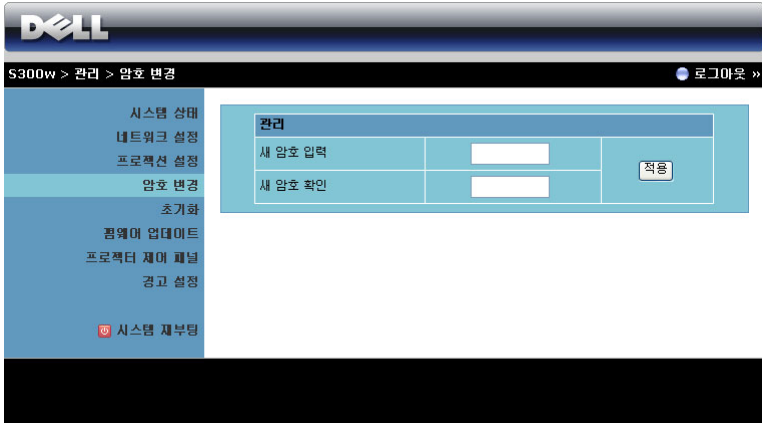 DELL
S300w > 관리 > 암호 변경
로그아웃 »
시스템 상태
네트워크 설정
프로젝션 설정
암호 변경
초기화
펌웨어 업데이트
프로젝터 제어 패널
경고 설정
시스템 재부팅
관리
새 암호 입력
새 암호 확인
적용